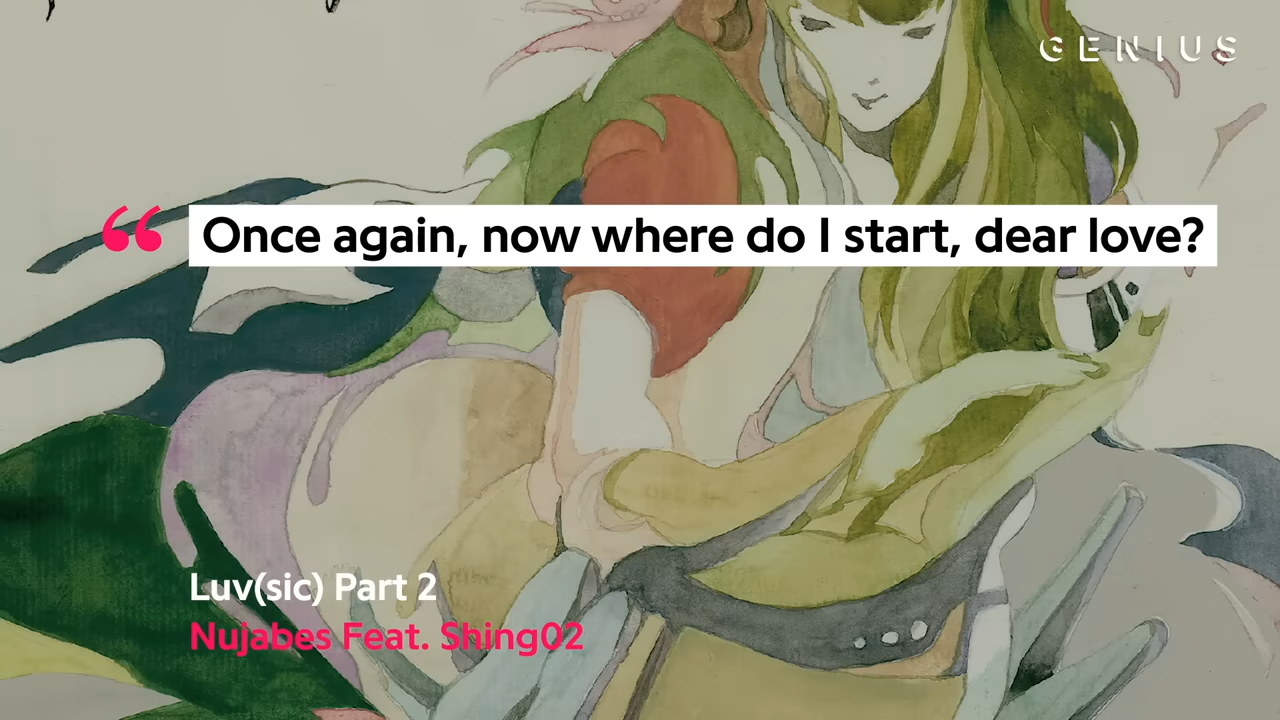 GENIUS
“ Once again, now where do I start, dear love?
Luv(sic) Part 2
Nujabes Feat. Shing02